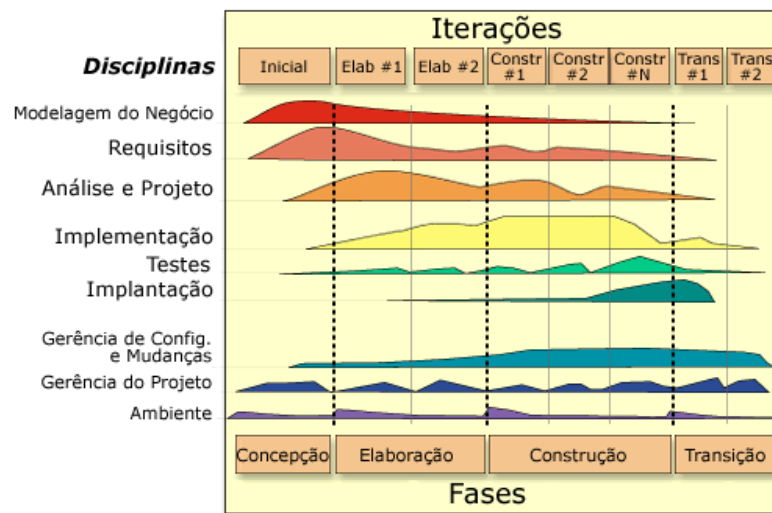 Iterações
Disciplinas
Inicial
Elab #1
Elab #2
Constr
#1
Constr
#2
Constr
#N
Trans
#1
Trans
#2
Modelagem do Negócio
Requisitos
Análise e Projeto
Implementação
Testes
Implantação
Gerência de Config.
e Mudanças
Gerência do Projeto
Ambiente
Concepção
Elaboração
Construção
Transição
Fases